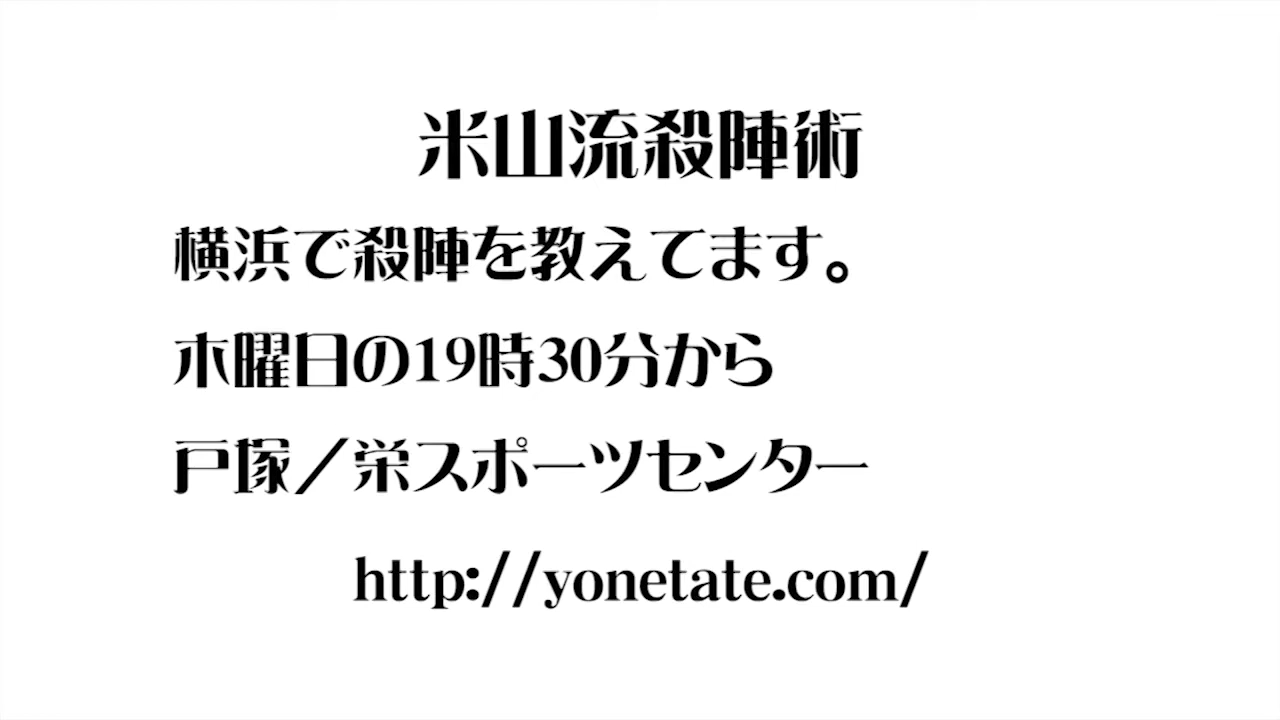 米山流殺陣術
横浜で殺陣を教えてます。
木曜日の19時30分から
戸塚／栄スポーツセンター
http://yonetate.com/